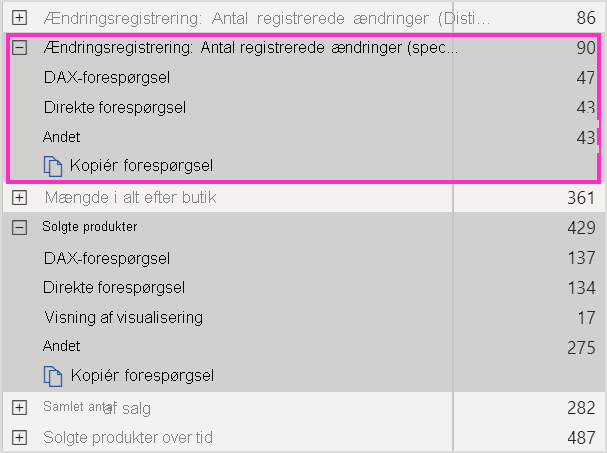 Ændringsregistrering: Antal registrerede ændringer (Disti... 86
Ændringsregistrering: Antal registrerede ændringer (spec... 90
DAX-forespørgsel 47
Direkte forespørgsel 43
Andet 43
Kopiér forespørgsel
Mængde i alt efter butik 361
Solgte produkter 429
DAX-forespørgsel 137
Direkte forespørgsel 134
Visning af visualisering 17
Andet 275
Kopiér forespørgsel
Samlet antal af salg 282
Solgte produkter over tid 487